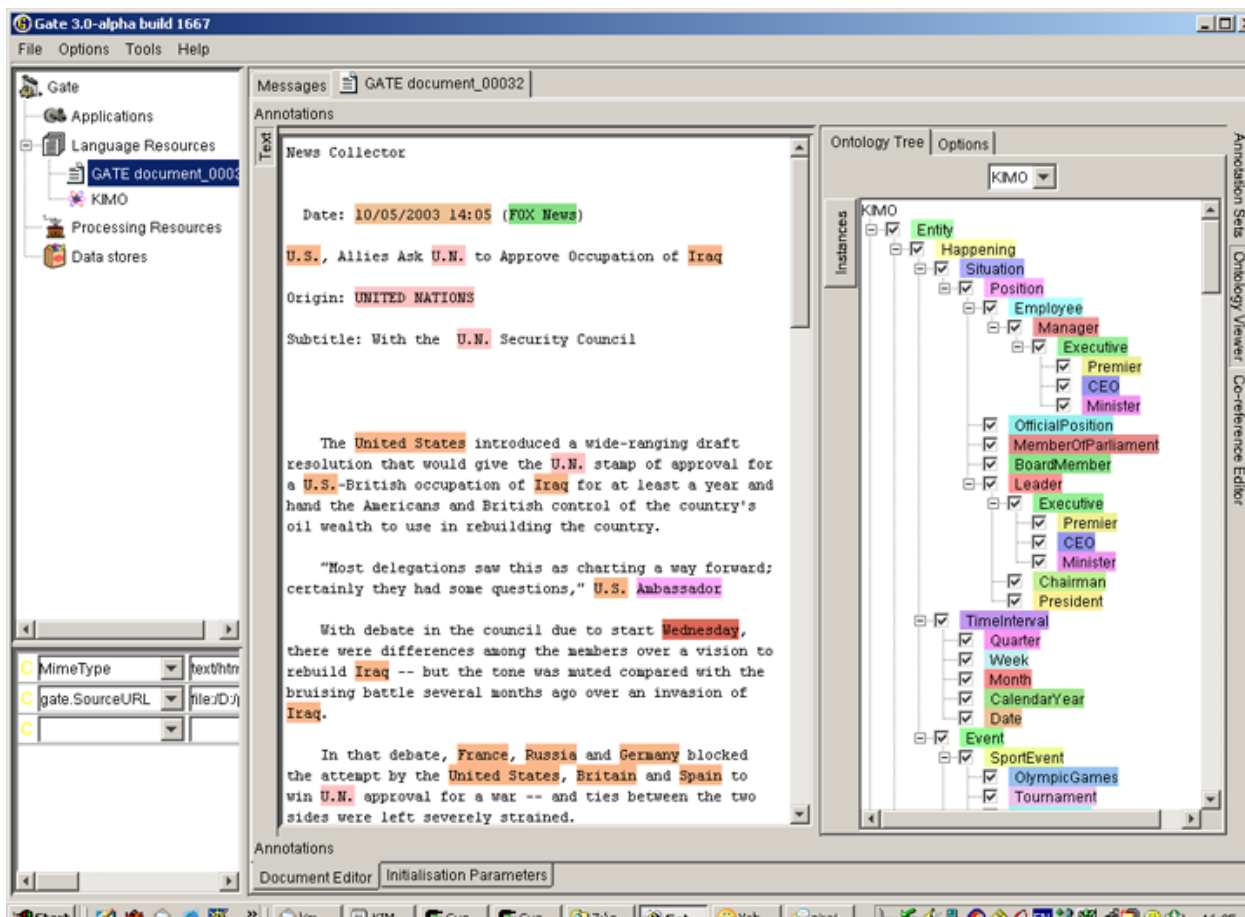 Gate 3.0-alpha build 1667
File Options Tools Help
Gate
Applications
Language Resources
GATE document_0003
KIMO
Processing Resources
Data stores
C MimeType text/htm
C gate.SourceURL file:/D:/
C
Messages GATE document_00032
Annotations
Text
News Collector
Date: 10/05/2003 14:05 (FOX News)
U.S., Allies Ask U.N. to Approve Occupation of Iraq
Origin: UNITED NATIONS
Subtitle: With the U.N. Security Council
The United States introduced a wide-ranging draft
resolution that would give the U.N. stamp of approval for
a U.S.-British occupation of Iraq for at least a year and
hand the Americans and British control of the country's
oil wealth to use in rebuilding the country.
"Most delegations saw this as charting a way forward;
certainly they had some questions," U.S. Ambassador
With debate in the council due to start Wednesday,
there were differences among the members over a vision to
rebuild Iraq -- but the tone was muted compared with the
bruising battle several months ago over an invasion of
Iraq.
In that debate, France, Russia and Germany blocked
the attempt by the United States, Britain and Spain to
win U.N. approval for a war -- and ties between the two
sides were left severely strained.
Annotations
Document Editor Initialisation Parameters
Ontology Tree Options
KIMO
Instances
KIMO
Entity
Happening
Situation
Position
Employee
Manager
Executive
Premier
CEO
Minister
OfficialPosition
MemberOfParliament
BoardMember
Leader
Executive
Premier
CEO
Minister
Chairman
President
TimeInterval
Quarter
Week
Month
CalendarYear
Date
Event
SportEvent
OlympicGames
Tournament
Annotation Sets
Ontology Viewer
Co-reference Editor
Start